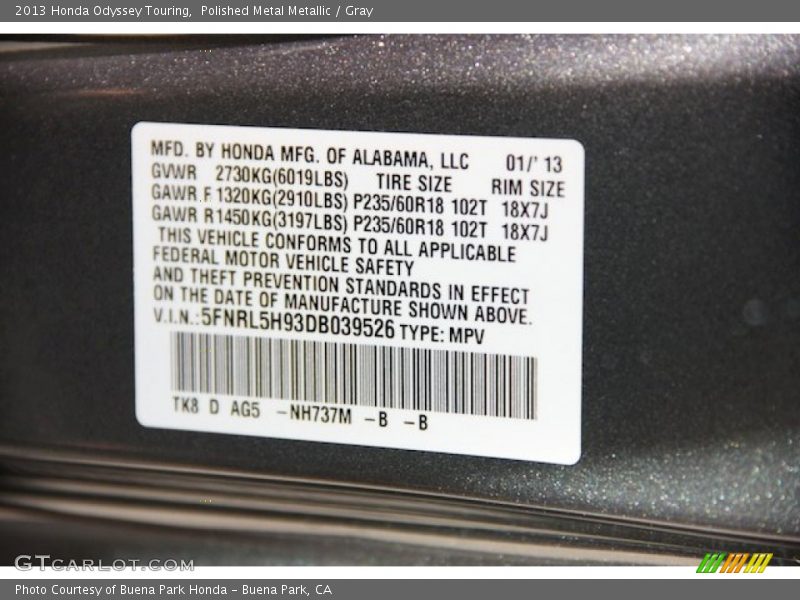 2013 Honda Odyssey Touring,  Polished Metal Metallic / Gray
MFD. BY HONDA MFG. OF ALABAMA, LLC 01/' 13
GVWR 2730KG(6019LBS) TIRE SIZE RIM SIZE
GAWR F 1320KG(2910LBS) P235/60R18 102T 18X7J
GAWR R1450KG(3197LBS) P235/60R18 102T 18X7J
THIS VEHICLE CONFORMS TO ALL APPLICABLE
FEDERAL MOTOR VEHICLE SAFETY
AND THEFT PREVENTION STANDARDS IN EFFECT
ON THE DATE OF MANUFACTURE SHOWN ABOVE.
V.I.N.:5FNRL5H93DB039526 TYPE: MPV
TK8 D AG5 -NH737M -B -B
GTCARLOT.COM
Photo Courtesy of Buena Park Honda - Buena Park, CA